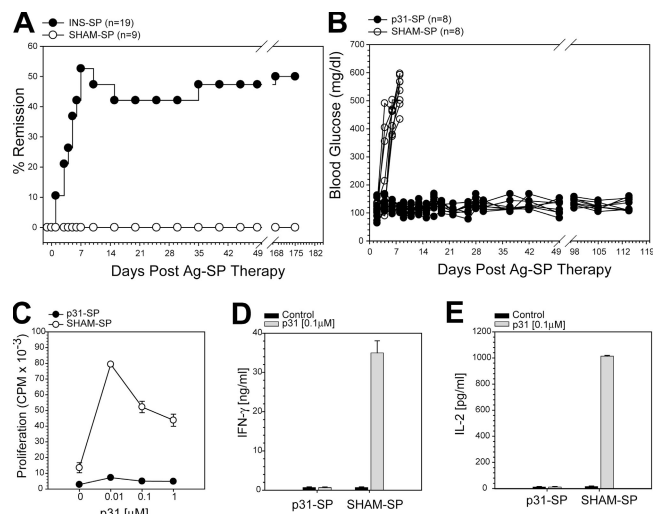 A
INS-SP (n=19)
SHAM-SP (n=9)
% Remission
60
50
40
30
20
10
0
0 7 14 21 28 35 42 49 168 175 182
Days Post Ag-SP Therapy
B
p31-SP (n=8)
SHAM-SP (n=8)
Blood Glucose (mg/dl)
700
600
500
400
300
200
100
0
0 7 14 21 28 35 42 49 98 105 112 119
Days Post Ag-SP Therapy
C
p31-SP
SHAM-SP
Proliferation (CPM x 10-3)
100
90
80
70
60
50
40
30
20
10
0
0 0.01 0.1 1
p31 [μM]
D
Control
p31 [0.1μM]
IFN-γ [ng/ml]
40
30
20
10
0
p31-SP SHAM-SP
E
Control
p31 [0.1μM]
IL-2 [pg/ml]
1200
1000
800
600
400
200
0
p31-SP SHAM-SP